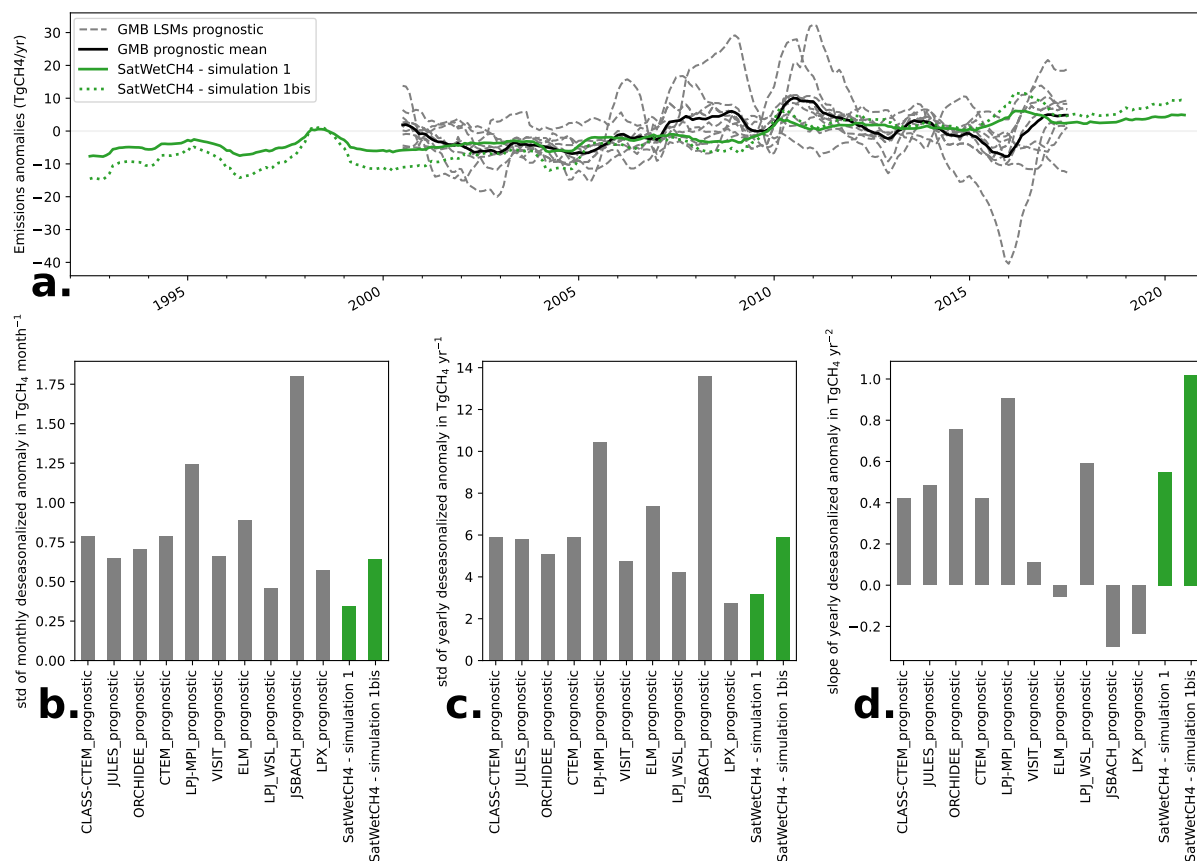 GMB LSMs prognostic
GMB prognostic mean
SatWetCH4 - simulation 1
SatWetCH4 - simulation 1bis
Emissions anomalies (TgCH4/yr)
30
20
10
0
−10
−20
−30
−40
1995
2000
2005
2010
2015
2020
a.
std of monthly deseasonalized anomaly in TgCH₄ month⁻¹
1.75
1.50
1.25
1.00
0.75
0.50
0.25
0.00
CLASS-CTEM_prognostic
JULES_prognostic
ORCHIDEE_prognostic
CTEM_prognostic
LPJ-MPI_prognostic
VISIT_prognostic
ELM_prognostic
LPJ_WSL_prognostic
JSBACH_prognostic
LPX_prognostic
SatWetCH4 - simulation 1
SatWetCH4 - simulation 1bis
b.
std of yearly deseasonalized anomaly in TgCH₄ yr⁻¹
14
12
10
8
6
4
2
0
CLASS-CTEM_prognostic
JULES_prognostic
ORCHIDEE_prognostic
CTEM_prognostic
LPJ-MPI_prognostic
VISIT_prognostic
ELM_prognostic
LPJ_WSL_prognostic
JSBACH_prognostic
LPX_prognostic
SatWetCH4 - simulation 1
SatWetCH4 - simulation 1bis
c.
slope of yearly deseasonalized anomaly in TgCH₄ yr⁻²
1.0
0.8
0.6
0.4
0.2
0.0
−0.2
CLASS-CTEM_prognostic
JULES_prognostic
ORCHIDEE_prognostic
CTEM_prognostic
LPJ-MPI_prognostic
VISIT_prognostic
ELM_prognostic
LPJ_WSL_prognostic
JSBACH_prognostic
LPX_prognostic
SatWetCH4 - simulation 1
SatWetCH4 - simulation 1bis
d.